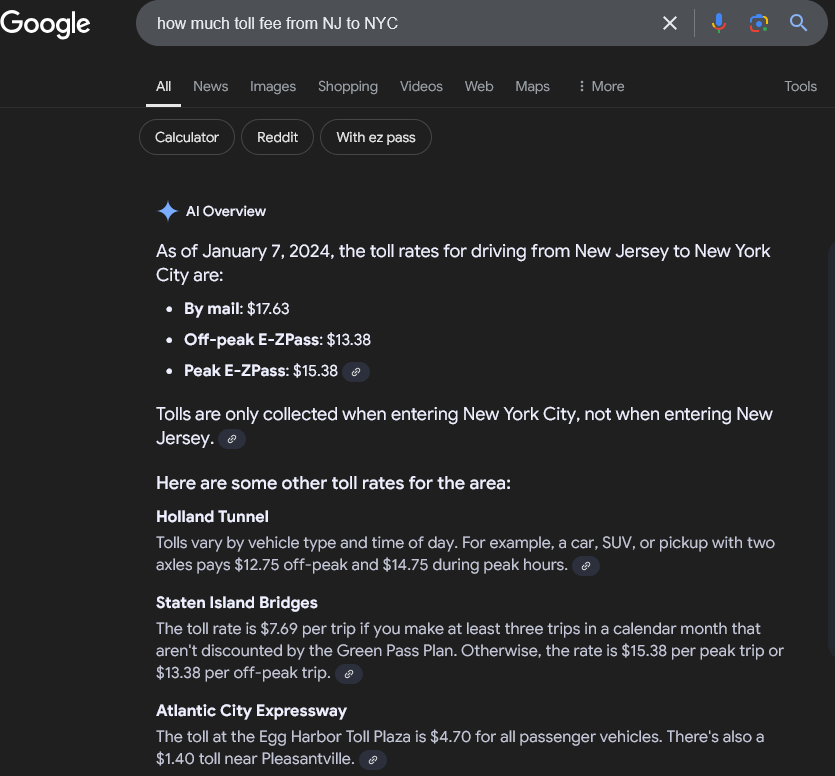 Google
how much toll fee from NJ to NYC
All News Images Shopping Videos Web Maps More Tools
Calculator Reddit With ez pass
AI Overview
As of January 7, 2024, the toll rates for driving from New Jersey to New York
City are:
• By mail: $17.63
• Off-peak E-ZPass: $13.38
• Peak E-ZPass: $15.38
Tolls are only collected when entering New York City, not when entering New
Jersey.
Here are some other toll rates for the area:
Holland Tunnel
Tolls vary by vehicle type and time of day. For example, a car, SUV, or pickup with two
axles pays $12.75 off-peak and $14.75 during peak hours.
Staten Island Bridges
The toll rate is $7.69 per trip if you make at least three trips in a calendar month that
aren't discounted by the Green Pass Plan. Otherwise, the rate is $15.38 per peak trip or
$13.38 per off-peak trip.
Atlantic City Expressway
The toll at the Egg Harbor Toll Plaza is $4.70 for all passenger vehicles. There's also a
$1.40 toll near Pleasantville.